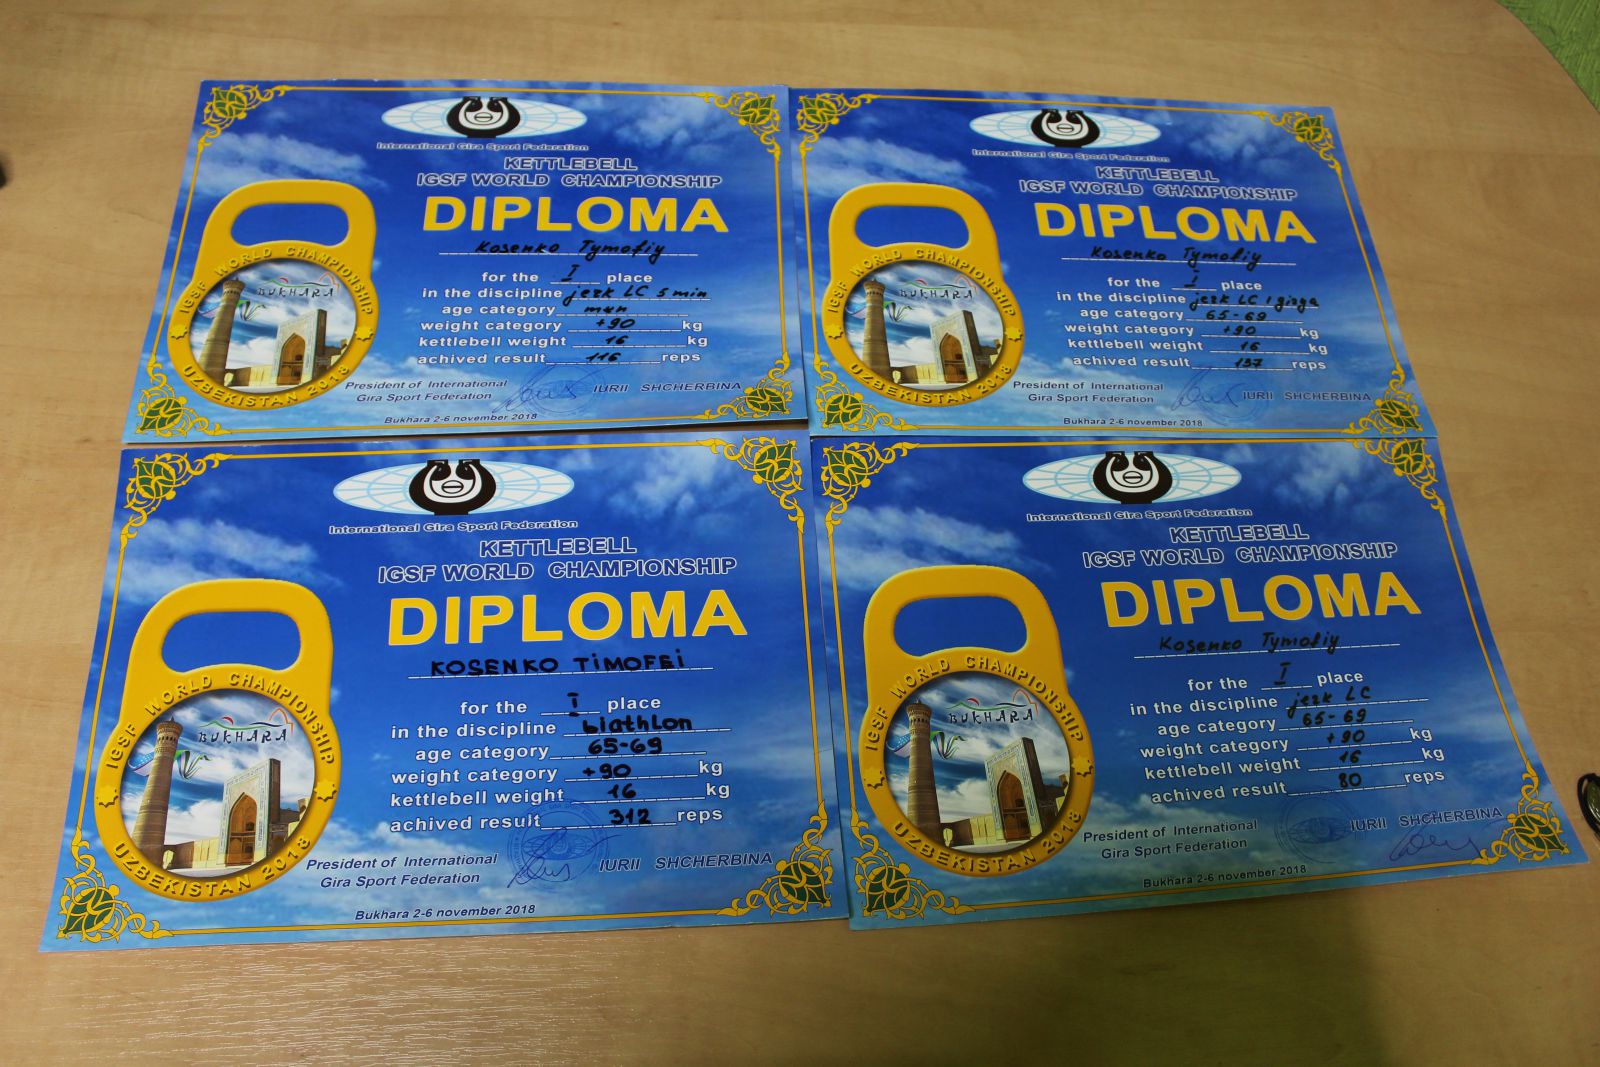 International Gira Sport Federation
KETTLEBELL
IGSF WORLD CHAMPIONSHIP
DIPLOMA
Kosenko Tymofiy
for the I place
in the discipline jerk LC 5 min
age category
weight category +90 kg
kettlebell weight 16 kg
achived result 116 reps
President of International
Gira Sport Federation
IURII SHCHERBINA
Bukhara 2-6 november 2018
IGSF WORLD CHAMPIONSHIP
BUKHARA
UZBEKISTAN 2018
International Gira Sport Federation
KETTLEBELL
IGSF WORLD CHAMPIONSHIP
DIPLOMA
Kosenko Tymofiy
for the I place
in the discipline jerk LC 1 girya
age category 65-69
weight category +90 kg
kettlebell weight 16 kg
achived result 137 reps
President of International
Gira Sport Federation
IURII SHCHERBINA
Bukhara 2-6 november 2018
IGSF WORLD CHAMPIONSHIP
BUKHARA
UZBEKISTAN 2018
International Gira Sport Federation
KETTLEBELL
IGSF WORLD CHAMPIONSHIP
DIPLOMA
KOSENKO TIMOFEI
for the I place
in the discipline biathlon
age category 65-69
weight category +90 kg
kettlebell weight 16 kg
achived result 312 reps
President of International
Gira Sport Federation
IURII SHCHERBINA
Bukhara 2-6 november 2018
IGSF WORLD CHAMPIONSHIP
BUKHARA
UZBEKISTAN 2018
International Gira Sport Federation
KETTLEBELL
IGSF WORLD CHAMPIONSHIP
DIPLOMA
Kosenko Tymofiy
for the I place
in the discipline jerk LC
age category 65-69
weight category +90 kg
kettlebell weight 16 kg
achived result 80 reps
President of International
Gira Sport Federation
IURII SHCHERBINA
Bukhara 2-6 november 2018
IGSF WORLD CHAMPIONSHIP
BUKHARA
UZBEKISTAN 2018